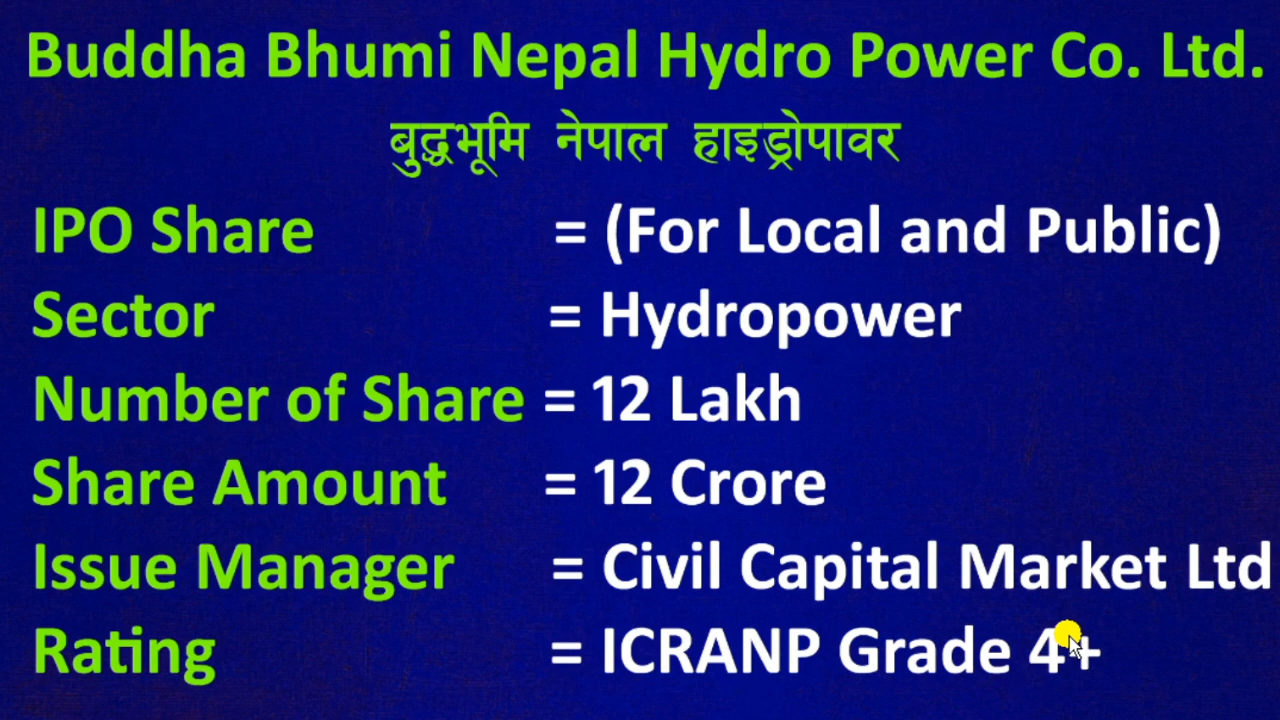 Buddha Bhumi Nepal Hydro Power Co. Ltd.
बुद्धभूमि नेपाल हाइड्रोपावर
IPO Share = (For Local and Public)
Sector = Hydropower
Number of Share = 12 Lakh
Share Amount = 12 Crore
Issue Manager = Civil Capital Market Ltd
Rating = ICRANP Grade 4+